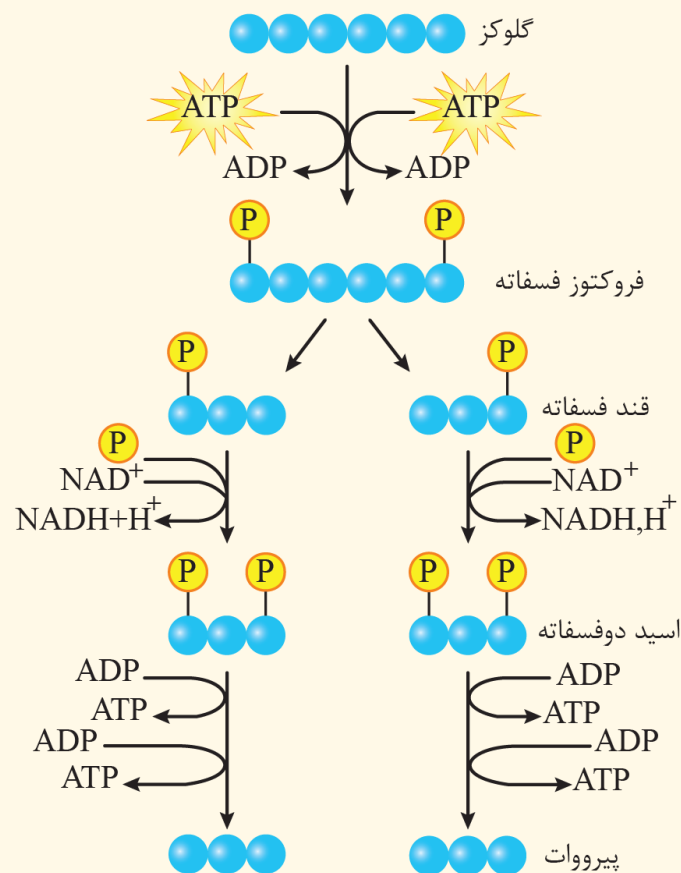 گلوکز
ATP ATP
ADP ADP
P P
فروکتوز فسفاته
P P
قند فسفاته
P P
NAD+ NAD+
NADH+H+ NADH,H+
P P P P
اسید دوفسفاته
ADP ADP
ATP ATP
ADP ADP
ATP ATP
پیرووات